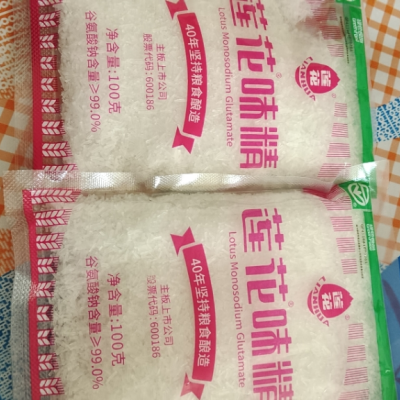 莲花
莲花味精
Lotus Monosodium Glutamate
40年坚持粮食酿造
主板上市公司
股票代码:600186
净含量:100克
谷氨酸钠含量≥99.0%
莲花
莲花味精
Lotus Monosodium Glutamate
40年坚持粮食酿造
主板上市公司
股票代码:600186
净含量:100克
谷氨酸钠含量≥99.0%